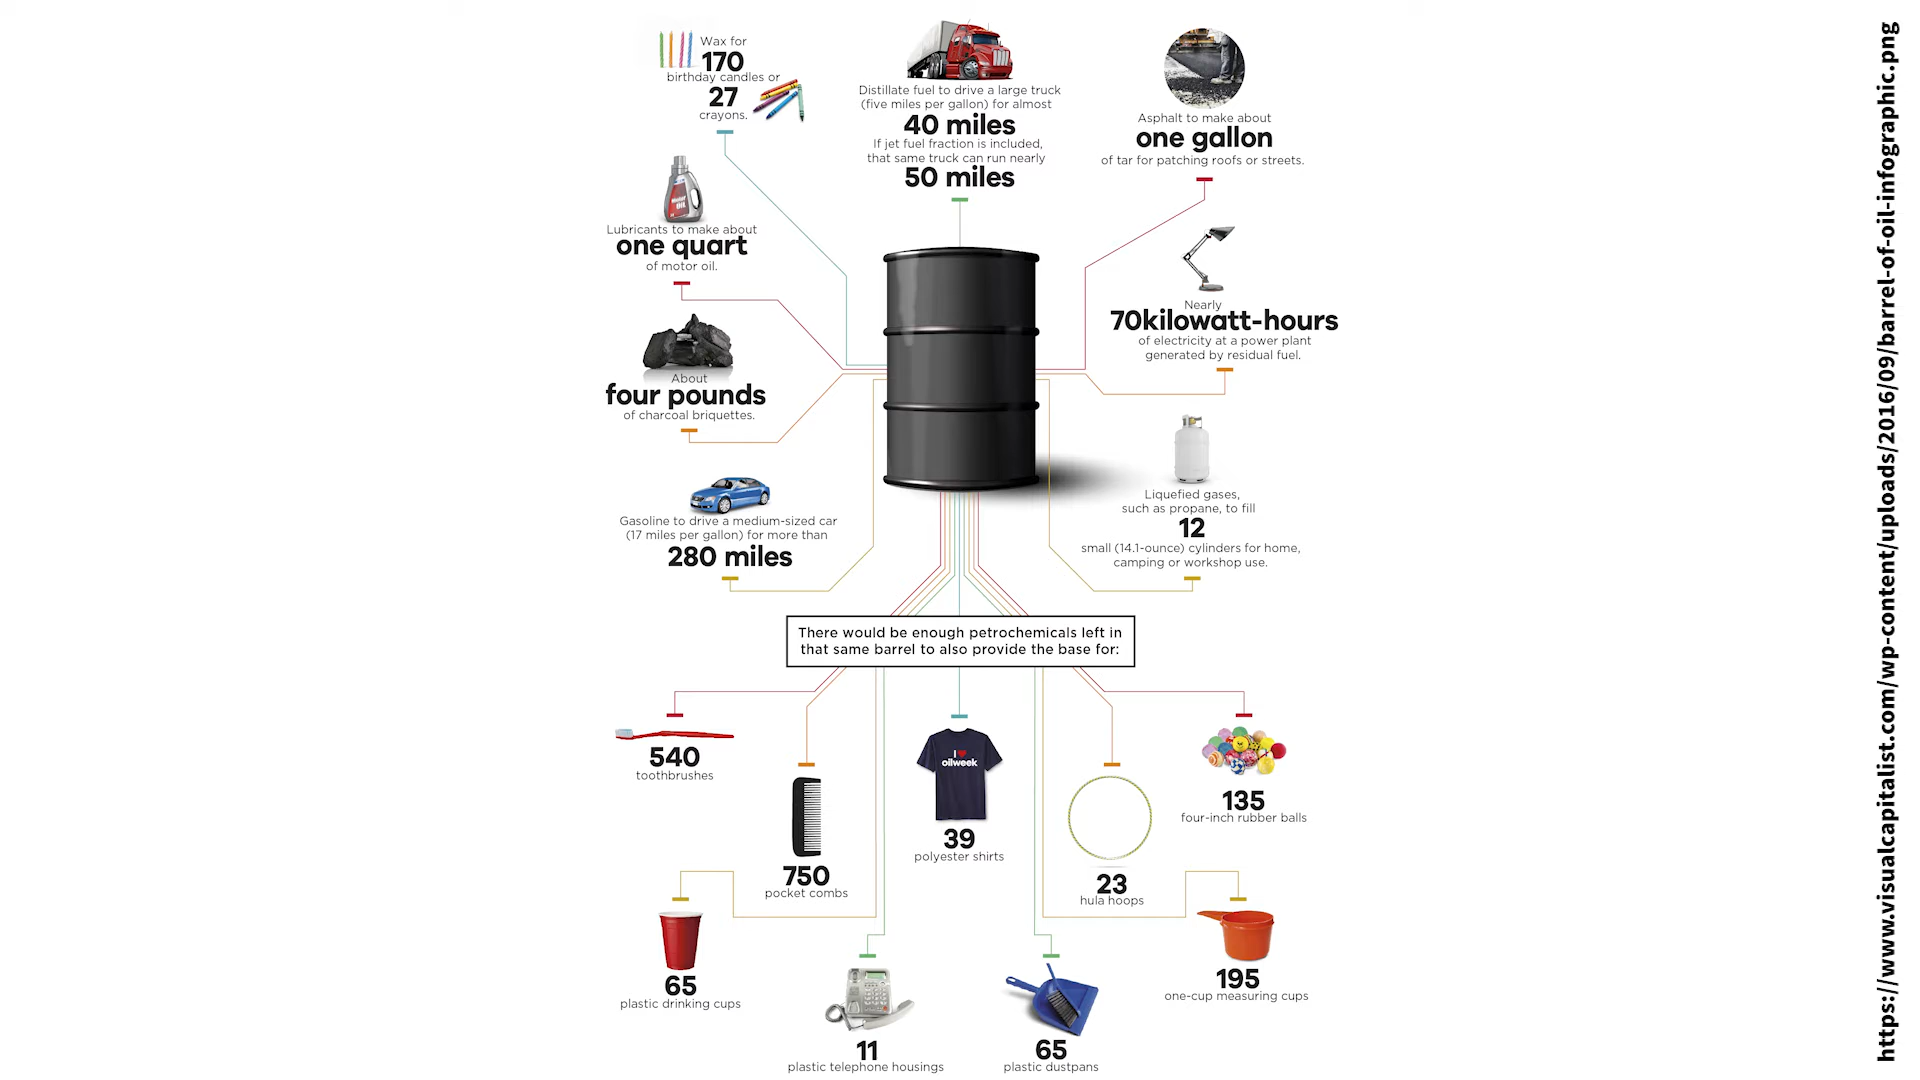 Wax for
170
birthday candles or
27
crayons.
Distillate fuel to drive a large truck
(five miles per gallon) for almost
40 miles
If jet fuel fraction is included,
that same truck can run nearly
50 miles
Asphalt to make about
one gallon
of tar for patching roofs or streets.
Motor
OIL
Lubricants to make about
one quart
of motor oil.
Nearly
70kilowatt-hours
of electricity at a power plant
generated by residual fuel.
About
four pounds
of charcoal briquettes.
Gasoline to drive a medium-sized car
(17 miles per gallon) for more than
280 miles
Liquefied gases,
such as propane, to fill
12
small (14.1-ounce) cylinders for home,
camping or workshop use.
There would be enough petrochemicals left in
that same barrel to also provide the base for:
540
toothbrushes
750
pocket combs
I
oilweek
39
polyester shirts
23
hula hoops
135
four-inch rubber balls
65
plastic drinking cups
11
plastic telephone housings
65
plastic dustpans
195
one-cup measuring cups
https://www.visualcapitalist.com/wp-content/uploads/2016/09/barrel-of-oil-infographic.png